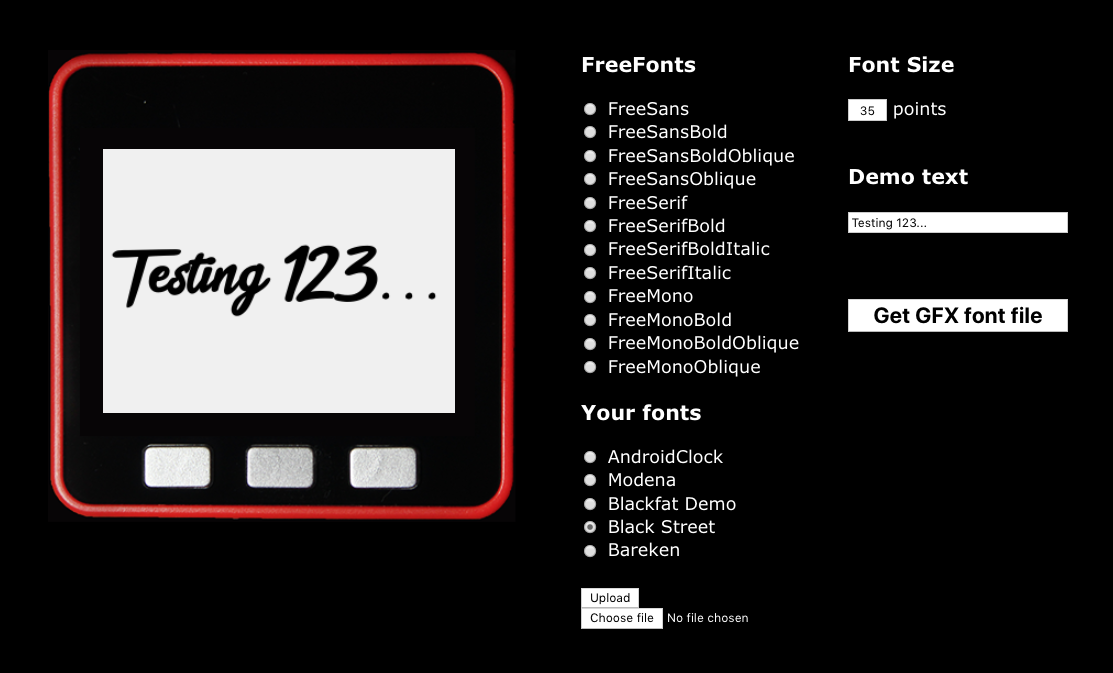 Testing 123...
FreeFonts
FreeSans
FreeSansBold
FreeSansBoldOblique
FreeSansOblique
FreeSerif
FreeSerifBold
FreeSerifBoldItalic
FreeSerifItalic
FreeMono
FreeMonoBold
FreeMonoBoldOblique
FreeMonoOblique
Your fonts
AndroidClock
Modena
Blackfat Demo
Black Street
Bareken
Upload
Choose file No file chosen
Font Size
35 points
Demo text
Testing 123...
Get GFX font file